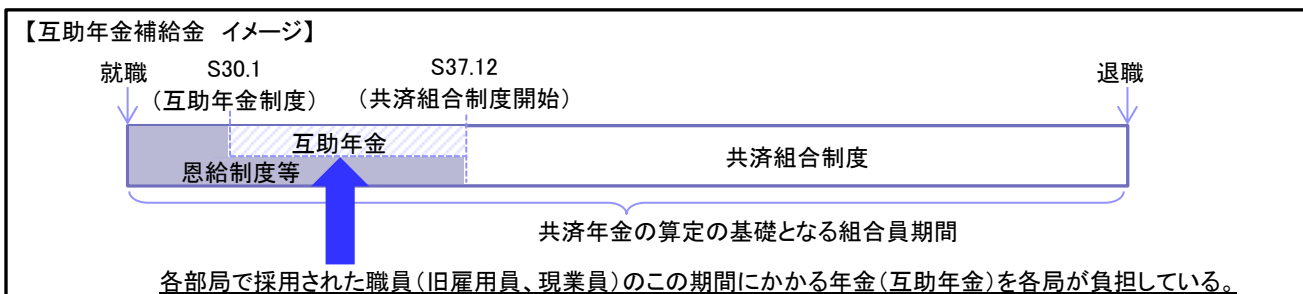 【互助年金補給金 イメージ】
就職 S30.1 S37.12 退職
(互助年金制度) (共済組合制度開始)
互助年金
共済組合制度
恩給制度等
共済年金の算定の基礎となる組合員期間
各部局で採用された職員(旧雇用員、現業員)のこの期間にかかる年金(互助年金)を各局が負担している。